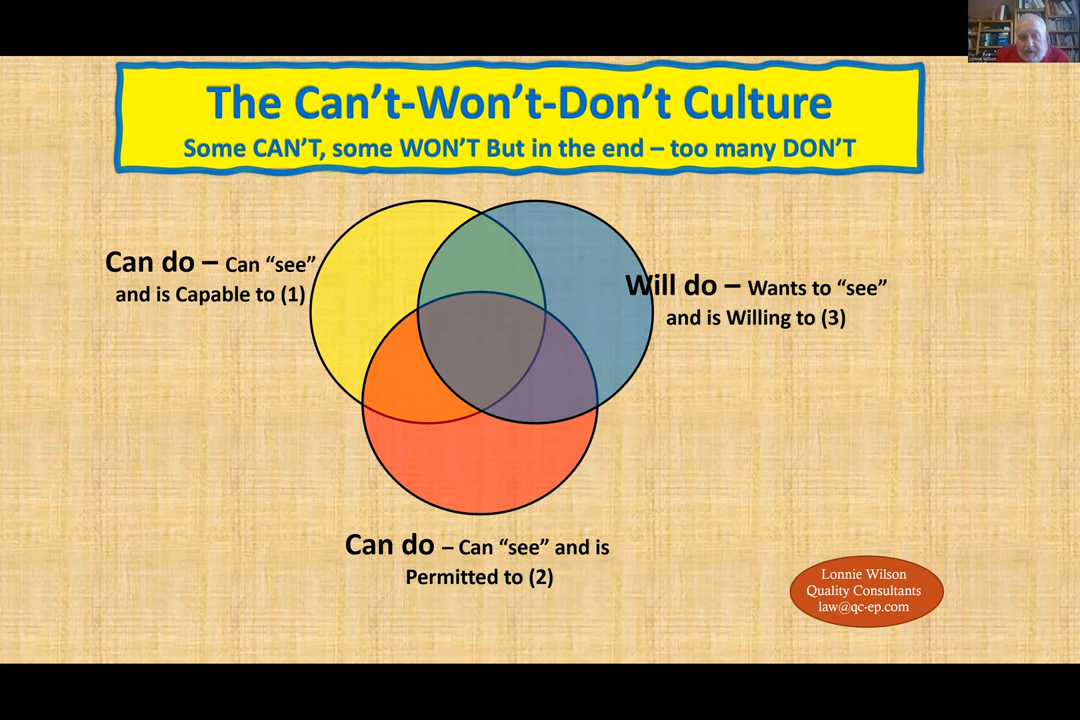 Lonnie Wilson
The Can't-Won't-Don't Culture
Some CAN'T, some WON'T But in the end – too many DON'T
Can do – Can “see”
and is Capable to (1)
Will do – Wants to “see”
and is Willing to (3)
Can do – Can “see” and is
Permitted to (2)
Lonnie Wilson
Quality Consultants
law@qc-ep.com